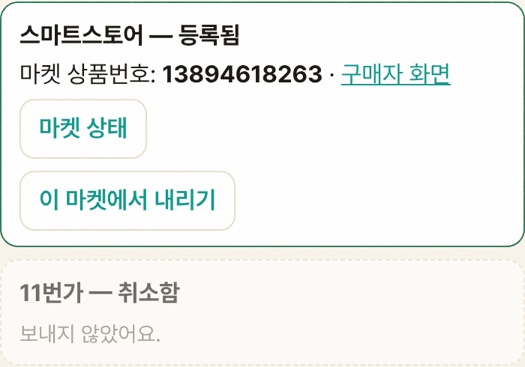 스마트스토어 — 등록됨
마켓 상품번호: 13894618263 · 구매자 화면
마켓 상태
이 마켓에서 내리기
11번가 — 취소함
보내지 않았어요.